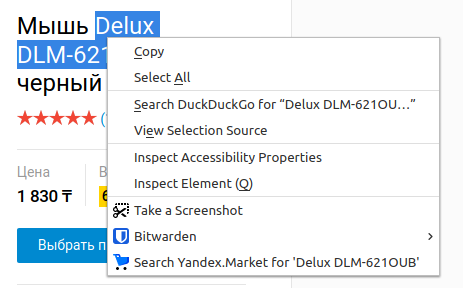 Мышь Delux
DLM-621
черный
Цена
1 830 ₸
Выбрать п
Copy
Select All
Search DuckDuckGo for “Delux DLM-621OU…”
View Selection Source
Inspect Accessibility Properties
Inspect Element (Q)
Take a Screenshot
Bitwarden
Search Yandex.Market for 'Delux DLM-621OUB'